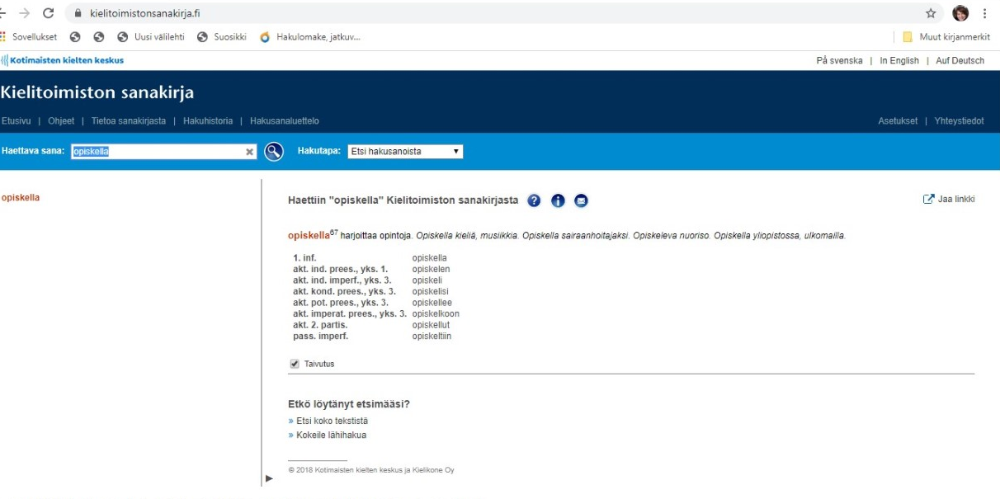 kielitoimistonsanakirja.fi
Sovellukset Uusi välilehti Suosikki Hakulomake, jatkuv... Muut kirjanmerkit
Kotimaisten kielten keskus På svenska | In English | Auf Deutsch
Kielitoimiston sanakirja
Etusivu | Ohjeet | Tietoa sanakirjasta | Hakuhistoria | Hakusanaluettelo Asetukset | Yhteystiedot
Haettava sana: opiskella Hakutapa: Etsi hakusanoista
opiskella
Haettiin "opiskella" Kielitoimiston sanakirjasta Jaa linkki
opiskella67 harjoittaa opintoja. Opiskella kieliä, musiikkia. Opiskella sairaanhoitajaksi. Opiskeleva nuoriso. Opiskella yliopistossa, ulkomailla.
1. inf. opiskella
akt. ind. prees., yks. 1. opiskelen
akt. ind. imperf., yks. 3. opiskeli
akt. kond. prees., yks. 3. opiskelisi
akt. pot. prees., yks. 3. opiskellee
akt. imperat. prees., yks. 3. opiskelkoon
akt. 2. partis. opiskellut
pass. imperf. opiskeltiin
Taivutus
Etkö löytänyt etsimääsi?
» Etsi koko tekstistä
» Kokeile lähihakua
© 2018 Kotimaisten kielten keskus ja Kielikone Oy